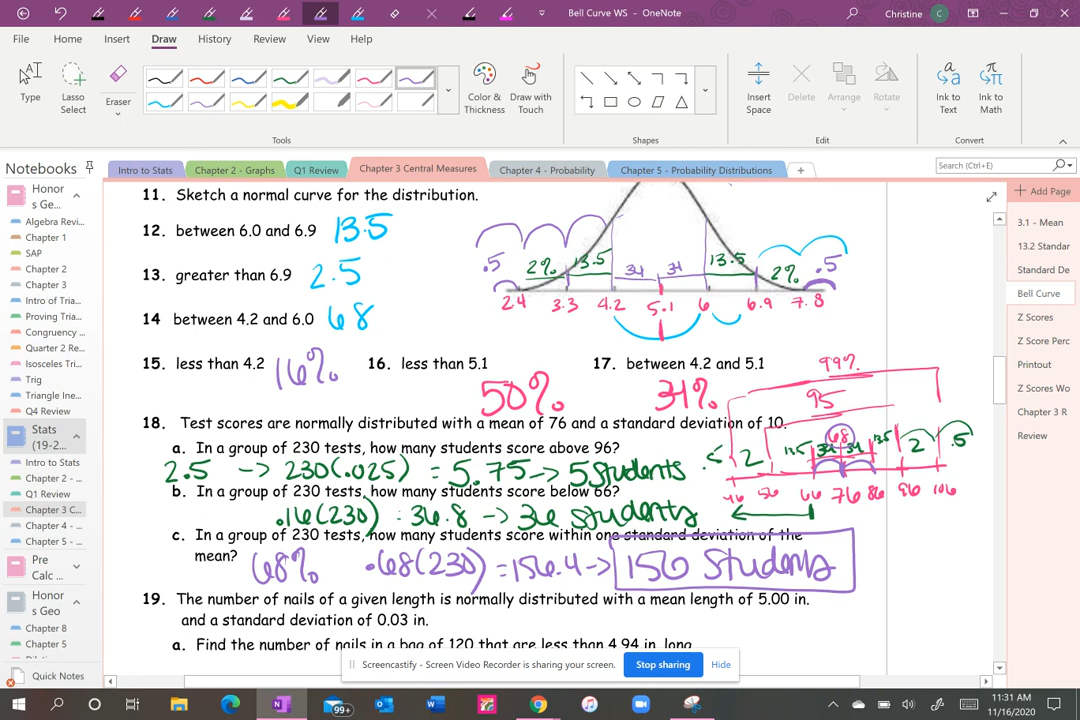 Bell Curve WS - OneNote
Christine C
File Home Insert Draw History Review View Help
Type
Lasso Select
Eraser
Color & Thickness
Draw with Touch
Insert Space
Delete
Arrange
Rotate
Ink to Text
Ink to Math
Tools
Shapes
Edit
Convert
Notebooks
Intro to Stats
Chapter 2 - Graphs
Q1 Review
Chapter 3 Central Measures
Chapter 4 - Probability
Chapter 5 - Probability Distributions
Search (Ctrl+E)
Honor s Ge...
Algebra Revi...
Chapter 1
SAP
Chapter 2
Chapter 3
Intro of Tria...
Proving Tria...
Congruency ...
Quarter 2 Re...
Isosceles Tri...
Trig
Triangle Ine...
Q4 Review
Stats (19-2...
Intro to Stats
Chapter 2 - ...
Q1 Review
Chapter 3 C...
Chapter 4 - ...
Chapter 5 - ...
Pre Calc ...
Honor s Geo
Chapter 8
Chapter 5
Quick Notes
11. Sketch a normal curve for the distribution.
12. between 6.0 and 6.9 13.5
13. greater than 6.9 2.5
14 between 4.2 and 6.0 68
.5 2% 13.5 34 34 13.5 2% .5
2.4 3.3 4.2 5.1 6 6.9 7.8
15. less than 4.2 16%
16. less than 5.1 50%
17. between 4.2 and 5.1 34%
18. Test scores are normally distributed with a mean of 76 and a standard deviation of 10.
a. In a group of 230 tests, how many students score above 96?
2.5 -> 230(.025) = 5.75 -> 5 students
b. In a group of 230 tests, how many students score below 66?
.16(230) = 36.8 -> 36 students
c. In a group of 230 tests, how many students score within one standard deviation of the
mean? 68% .68(230) = 156.4 -> 156 students
99%
95
68
.5 2 13.5 34 34 13.5 2 .5
46 56 66 76 86 96 106
19. The number of nails of a given length is normally distributed with a mean length of 5.00 in.
and a standard deviation of 0.03 in.
a. Find the number of nails in a bag of 120 that are less than 4.94 in. long.
Add Page
3.1 - Mean
13.2 Standar
Standard De
Bell Curve
Z Scores
Z Score Perc
Printout
Z Scores Wo
Chapter 3 R
Review
Screencastify - Screen Video Recorder is sharing your screen.
Stop sharing
Hide
99+
11:31 AM
11/16/2020